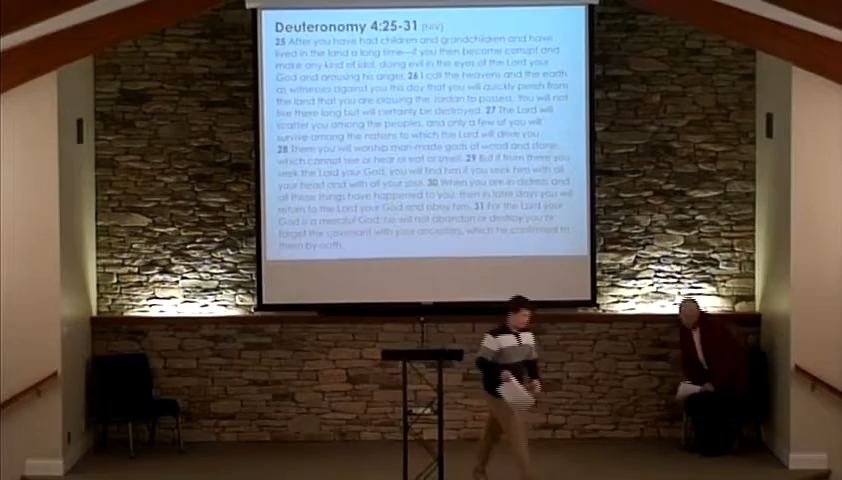 Deuteronomy 4:25-31 (NIV)
25 After you have had children and grandchildren and have
lived in the land a long time—if you then become corrupt and
make any kind of idol, doing evil in the eyes of the Lord your
God and arousing his anger, 26 I call the heavens and the earth
as witnesses against you this day that you will quickly perish from
the land that you are crossing the Jordan to possess. You will not
live there long but will certainly be destroyed. 27 The Lord will
scatter you among the peoples, and only a few of you will
survive among the nations to which the Lord will drive you.
28 There you will worship man-made gods of wood and stone,
which cannot see or hear or eat or smell. 29 But if from there you
seek the Lord your God, you will find him if you seek him with all
your heart and with all your soul. 30 When you are in distress and
all these things have happened to you, then in later days you will
return to the Lord your God and obey him. 31 For the Lord your
God is a merciful God; he will not abandon or destroy you or
forget the covenant with your ancestors, which he confirmed to
them by oath.